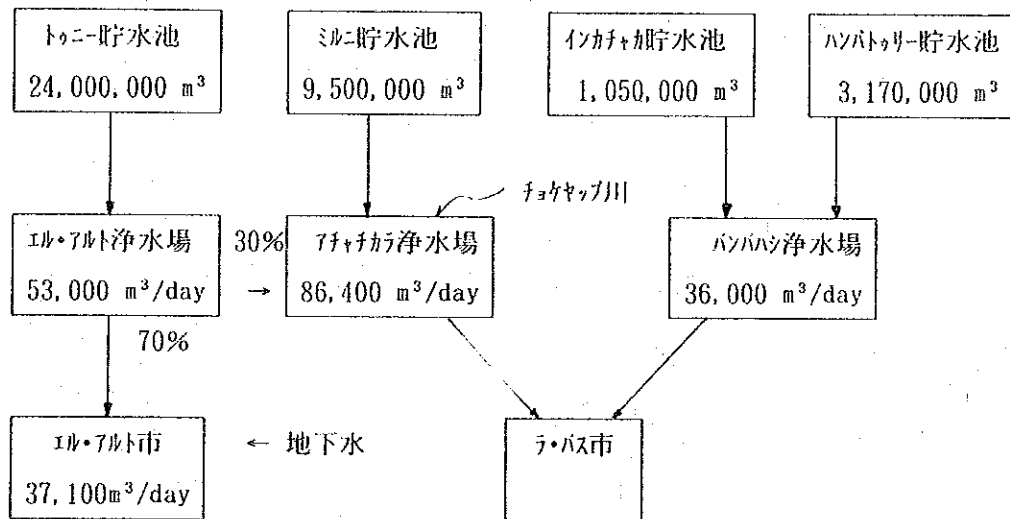 トゥニー貯水池
24,000,000 m³
ミルニ貯水池
9,500,000 m³
インカチャカ貯水池
1,050,000 m³
ハンパトゥリー貯水池
3,170,000 m³
チョケヤップ川
エル・アルト浄水場
53,000 m³/day
30%
→
アチャチカラ浄水場
86,400 m³/day
パンパハシ浄水場
36,000 m³/day
70%
エル・アルト市
37,100m³/day
← 地下水
ラ・パス市